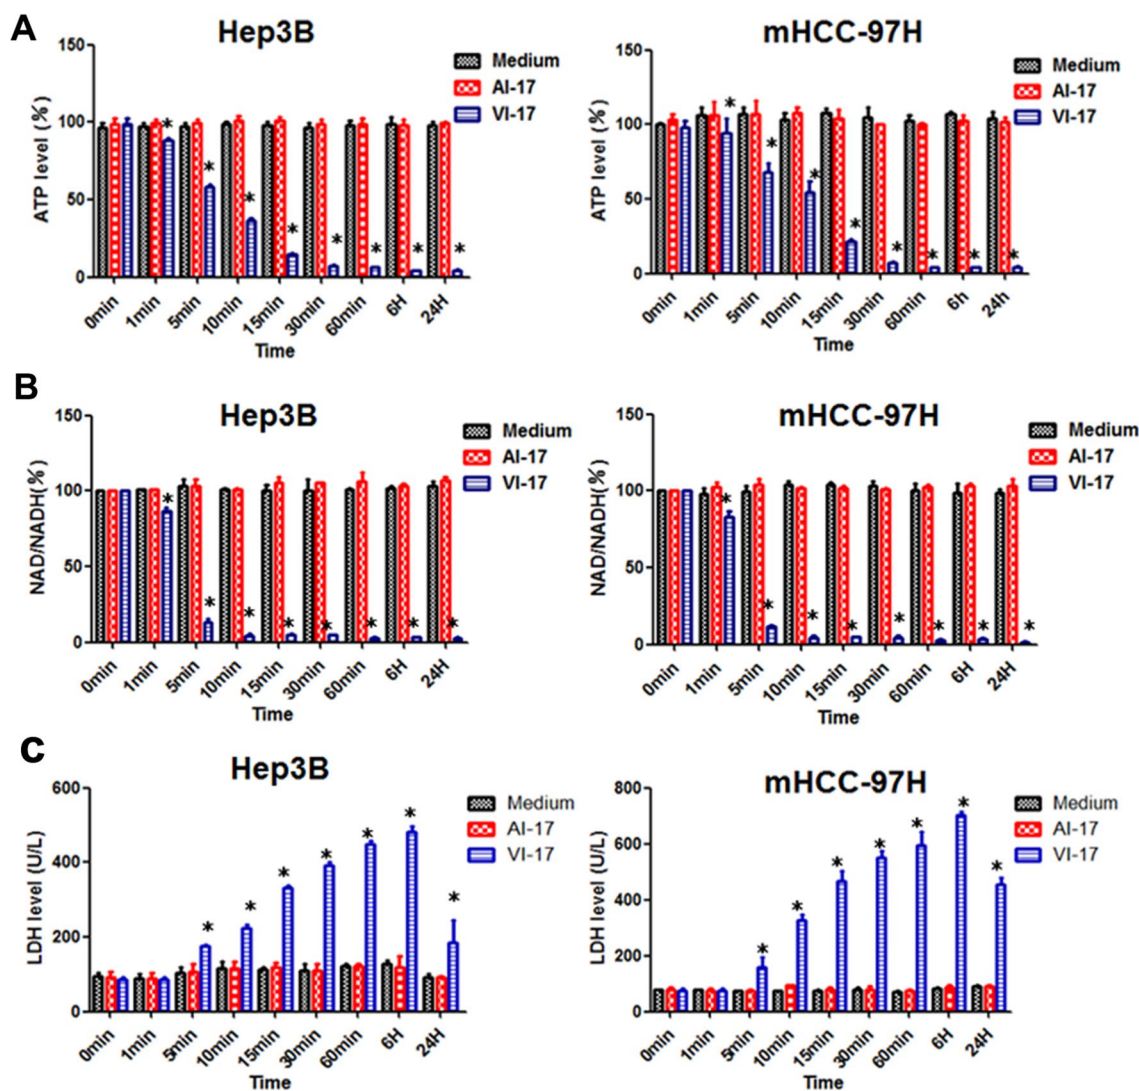 A
Hep3B
150
100
50
0
ATP level (%)
Medium
AI-17
VI-17
*
*
*
*
*
*
*
*
0min
1min
5min
10min
15min
30min
60min
6H
24H
Time
mHCC-97H
150
100
50
0
ATP level (%)
Medium
AI-17
VI-17
*
*
*
*
*
*
*
*
0min
1min
5min
10min
15min
30min
60min
6h
24h
Time
B
Hep3B
150
100
50
0
NAD/NADH(%)
Medium
AI-17
VI-17
*
*
*
*
*
*
*
*
0min
1min
5min
10min
15min
30min
60min
6H
24H
Time
mHCC-97H
150
100
50
0
NAD/NADH(%)
Medium
AI-17
VI-17
*
*
*
*
*
*
*
*
0min
1min
5min
10min
15min
30min
60min
6H
24H
Time
C
Hep3B
600
400
200
0
LDH level (U/L)
Medium
AI-17
VI-17
*
*
*
*
*
*
*
0min
1min
5min
10min
15min
30min
60min
6H
24H
Time
mHCC-97H
800
600
400
200
0
LDH level (U/L)
Medium
AI-17
VI-17
*
*
*
*
*
*
*
0min
1min
5min
10min
15min
30min
60min
6H
24H
Time